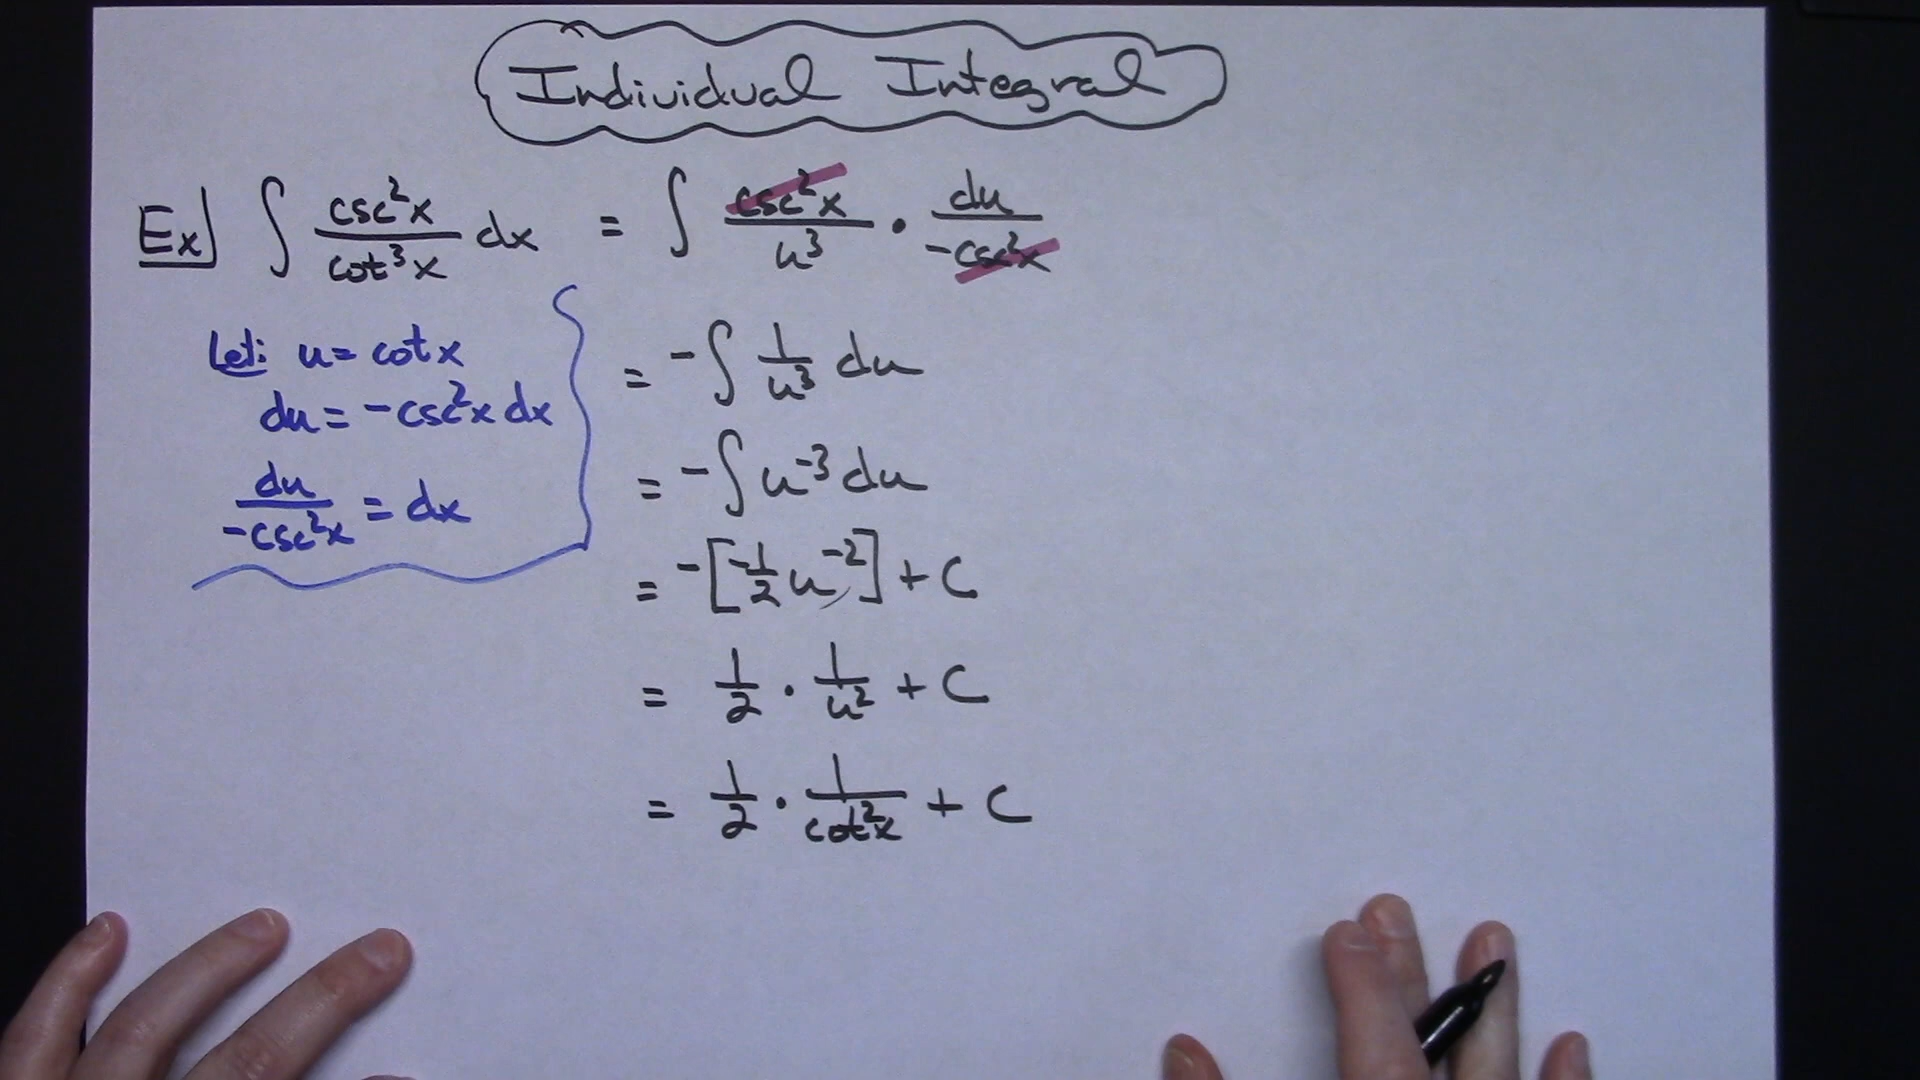 Individual Integral
Ex] ∫ csc²x/cot³x dx = ∫ csc²x/u³ · du/-csc²x
Let: u = cot x
du = -csc²x dx
du/-csc²x = dx
= -∫ 1/u³ du
= -∫ u⁻³ du
= -[-1/2 u⁻²] + C
= 1/2 · 1/u² + C
= 1/2 · 1/cot²x + C